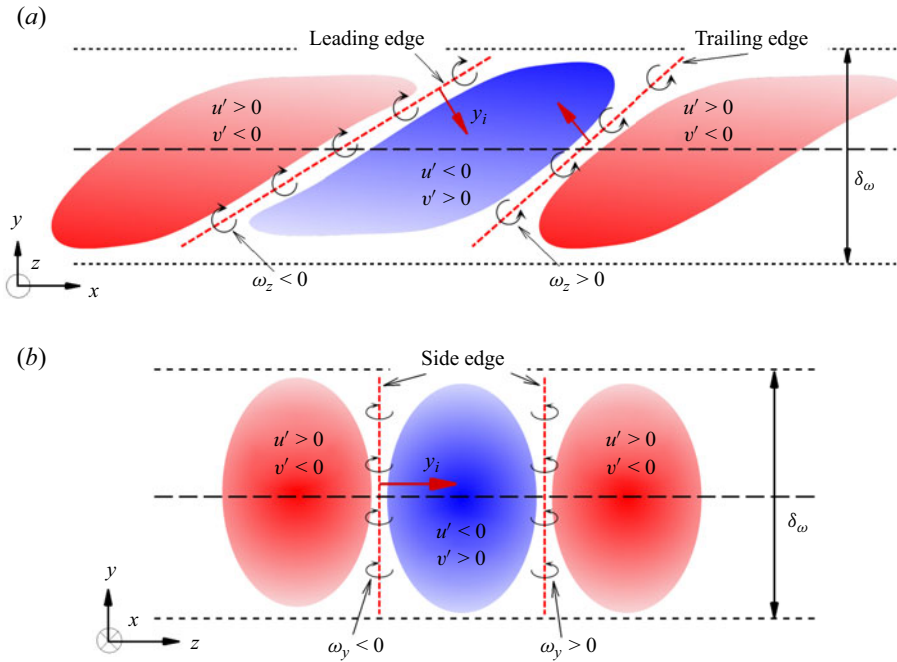 (a)
Leading edge
Trailing edge
u′ > 0
v′ < 0
y_i
u′ > 0
v′ < 0
u′ < 0
v′ > 0
δ_ω
y
z
x
ω_z < 0
ω_z > 0
(b)
Side edge
u′ > 0
v′ < 0
y_i
u′ > 0
v′ < 0
u′ < 0
v′ > 0
δ_ω
y
x
z
ω_y < 0
ω_y > 0